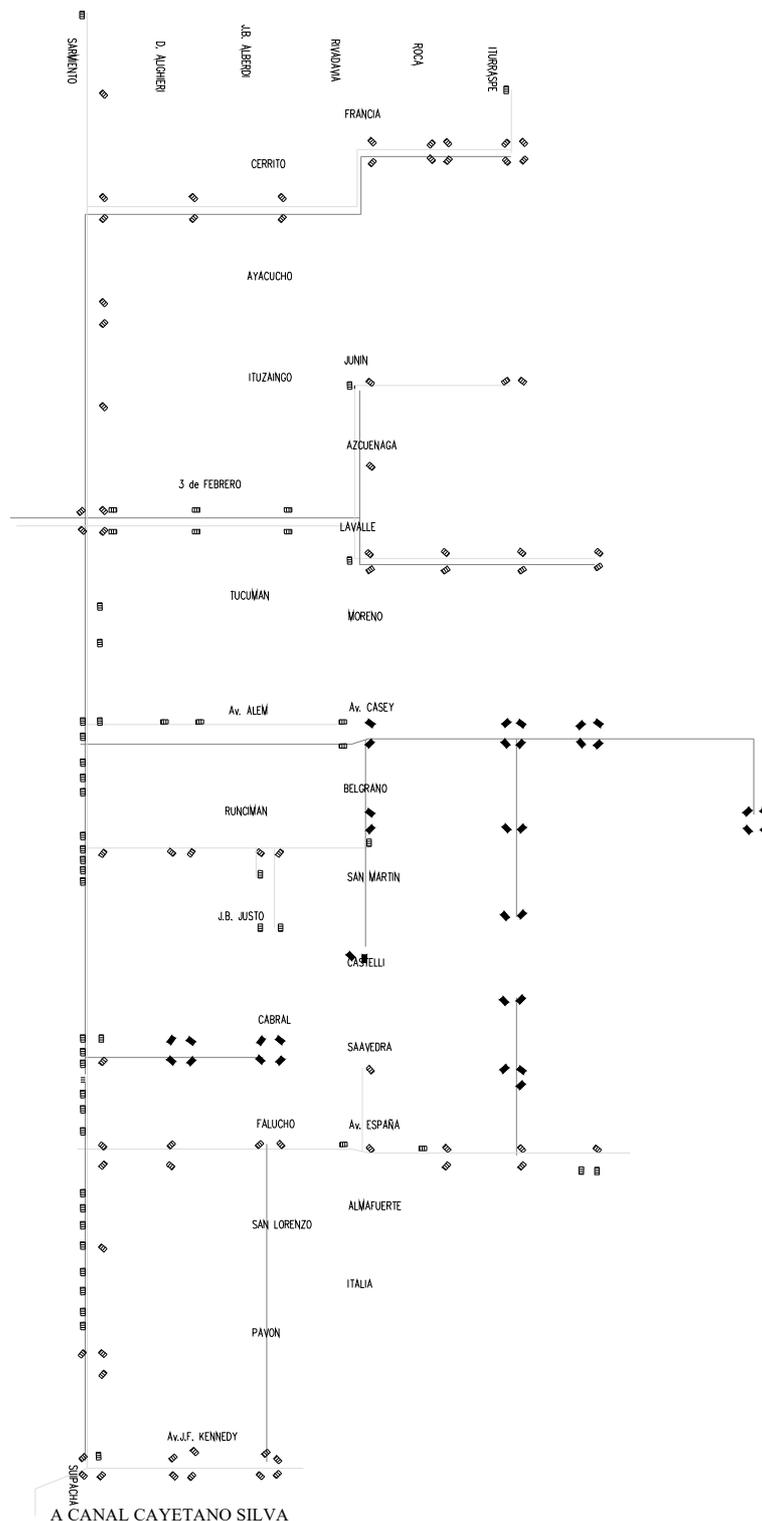 SARMIENTO
D. ALIGHIERI
J.B. ALBERDI
RIVADAVIA
ROCA
ITURRASPE
FRANCIA
CERRITO
AYACUCHO
JUNIN
ITUZAINGO
AZCUENAGA
3 de FEBRERO
LAVALLE
TUCUMAN
MORENO
Av. ALEM
Av. CASEY
BELGRANO
RUNCIMAN
SAN MARTIN
J.B. JUSTO
CASTELLI
CABRAL
SAAVEDRA
FALUCHO
Av. ESPAÑA
ALMAFUERTE
SAN LORENZO
ITALIA
PAVON
Av.J.F. KENNEDY
SUIPACHA
A CANAL CAYETANO SILVA